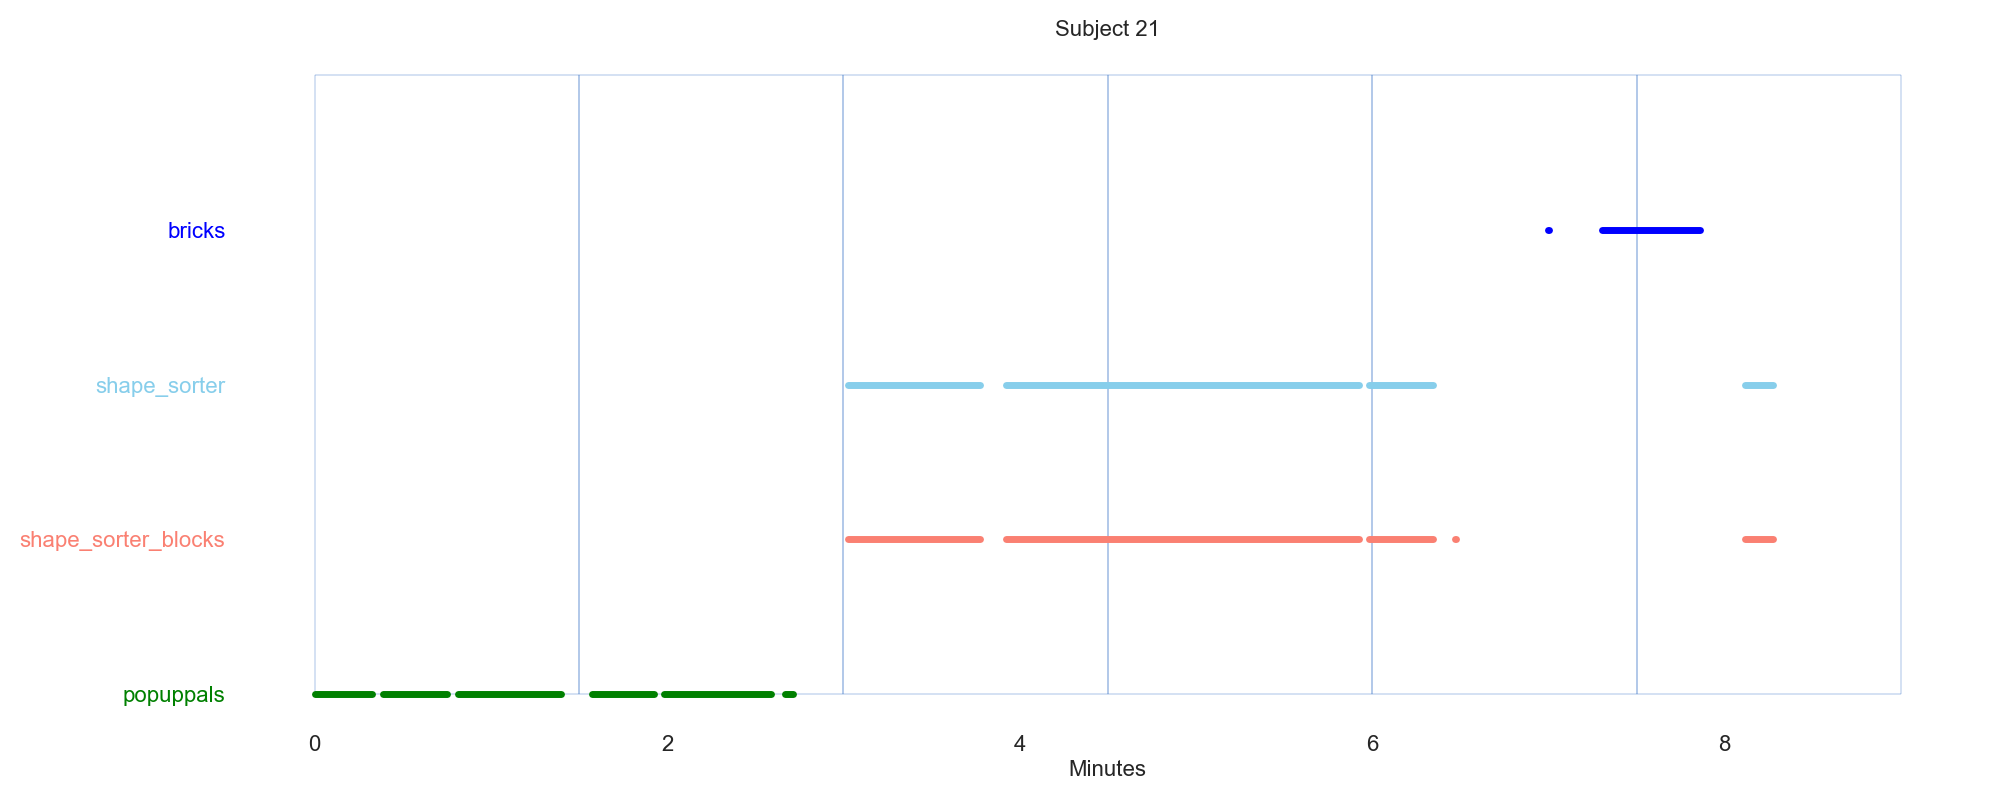 Subject 21
bricks
shape_sorter
shape_sorter_blocks
popuppals
0 2 4 6 8
Minutes